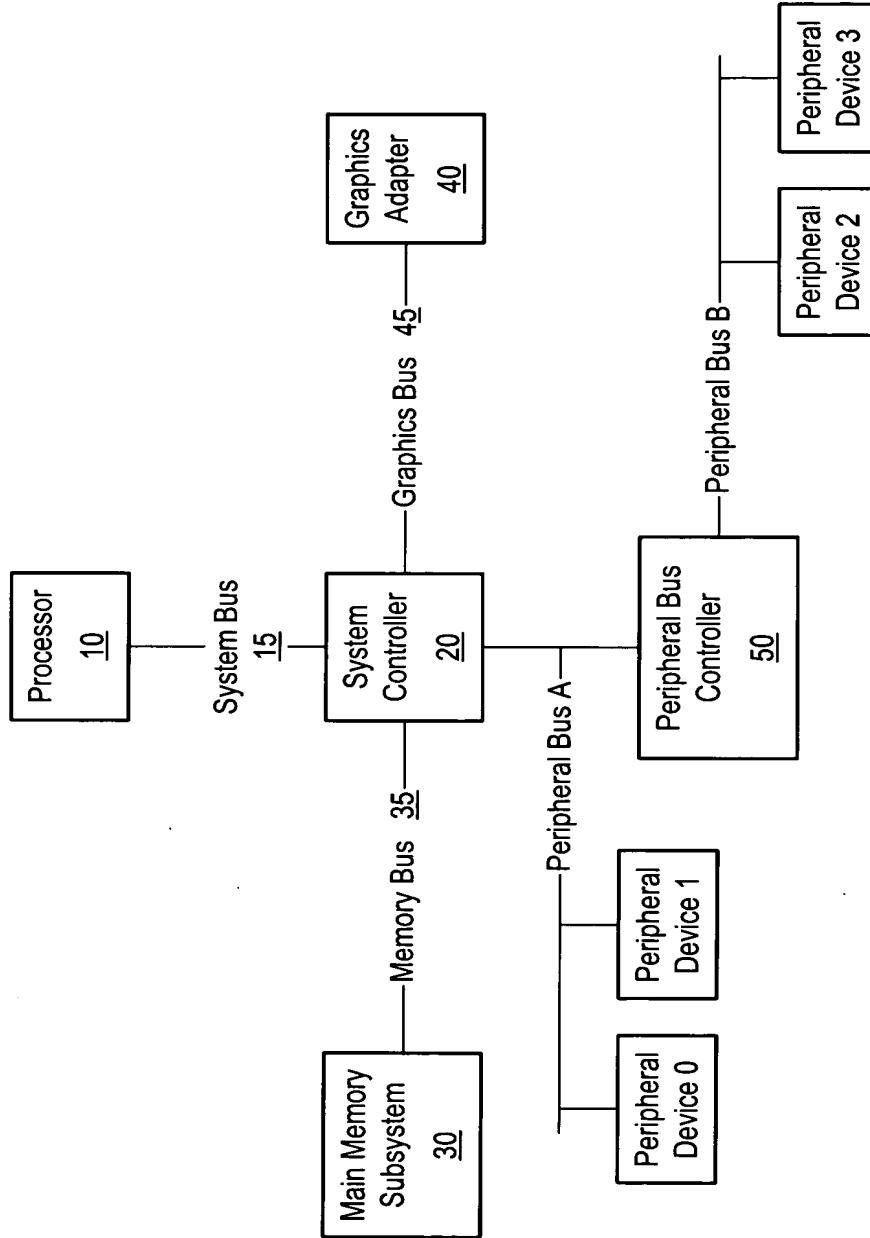 Processor
10
System Bus
15
Main Memory
Subsystem
30
Memory Bus 35
System
Controller
20
Graphics Bus 45
Graphics
Adapter
40
Peripheral Bus A
Peripheral
Device 0
Peripheral
Device 1
Peripheral Bus
Controller
50
Peripheral Bus B
Peripheral
Device 2
Peripheral
Device 3